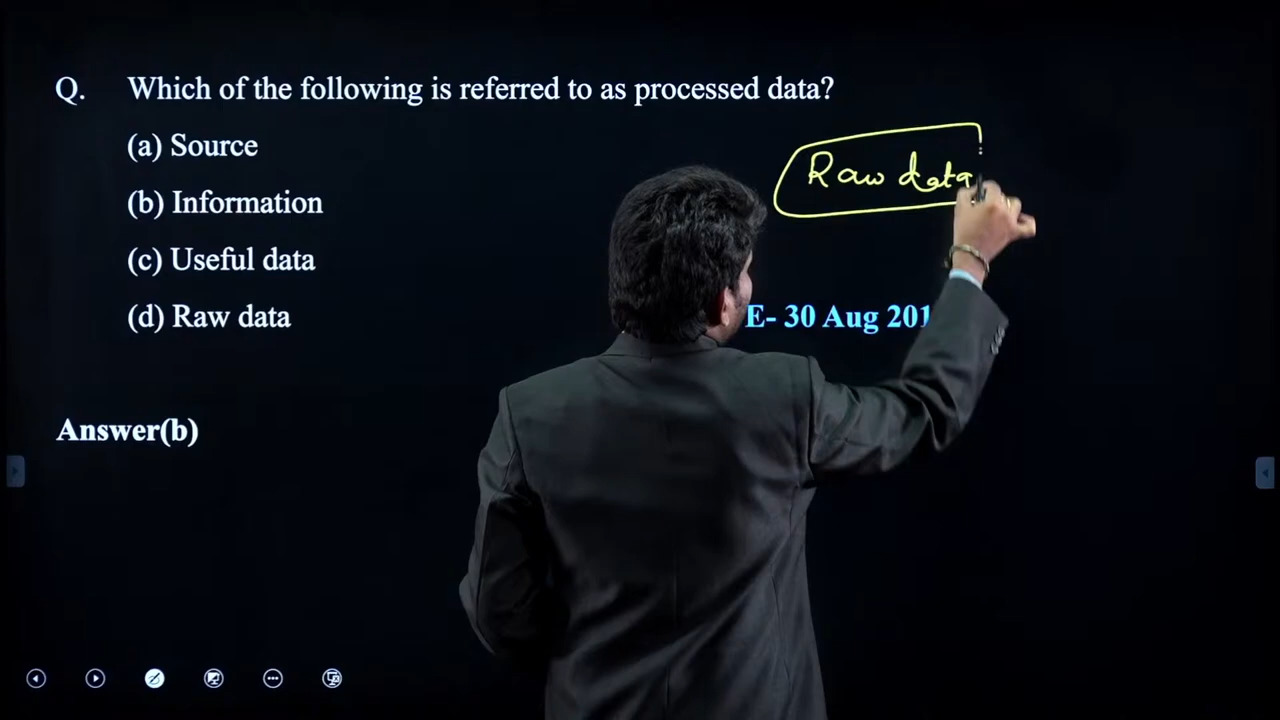 Q. Which of the following is referred to as processed data?
(a) Source
(b) Information
(c) Useful data
(d) Raw data
Raw data
E- 30 Aug 201
Answer(b)